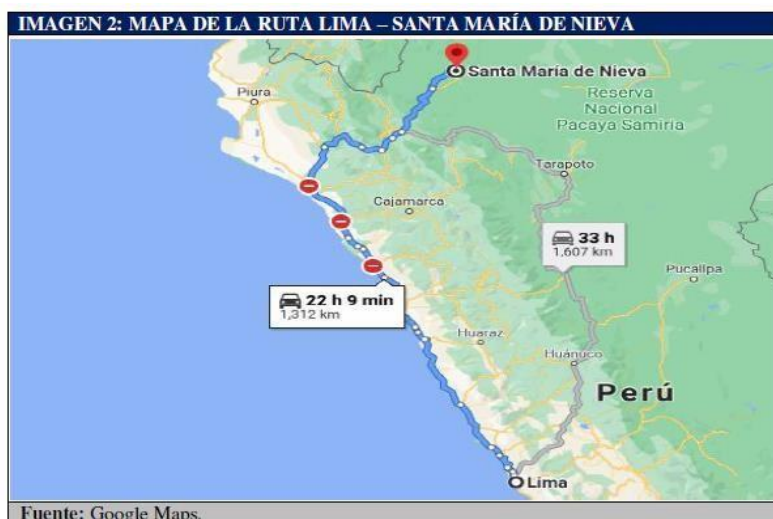 IMAGEN 2: MAPA DE LA RUTA LIMA – SANTA MARÍA DE NIEVA
Santa María de Nieva
Piura
Reserva
Nacional
Pacaya Samiria
Tarapoto
Cajamarca
33 h
1,607 km
Pucallpa
22 h 9 min
1,312 km
Huaraz
Huánuco
Perú
Lima
Fuente: Google Maps.